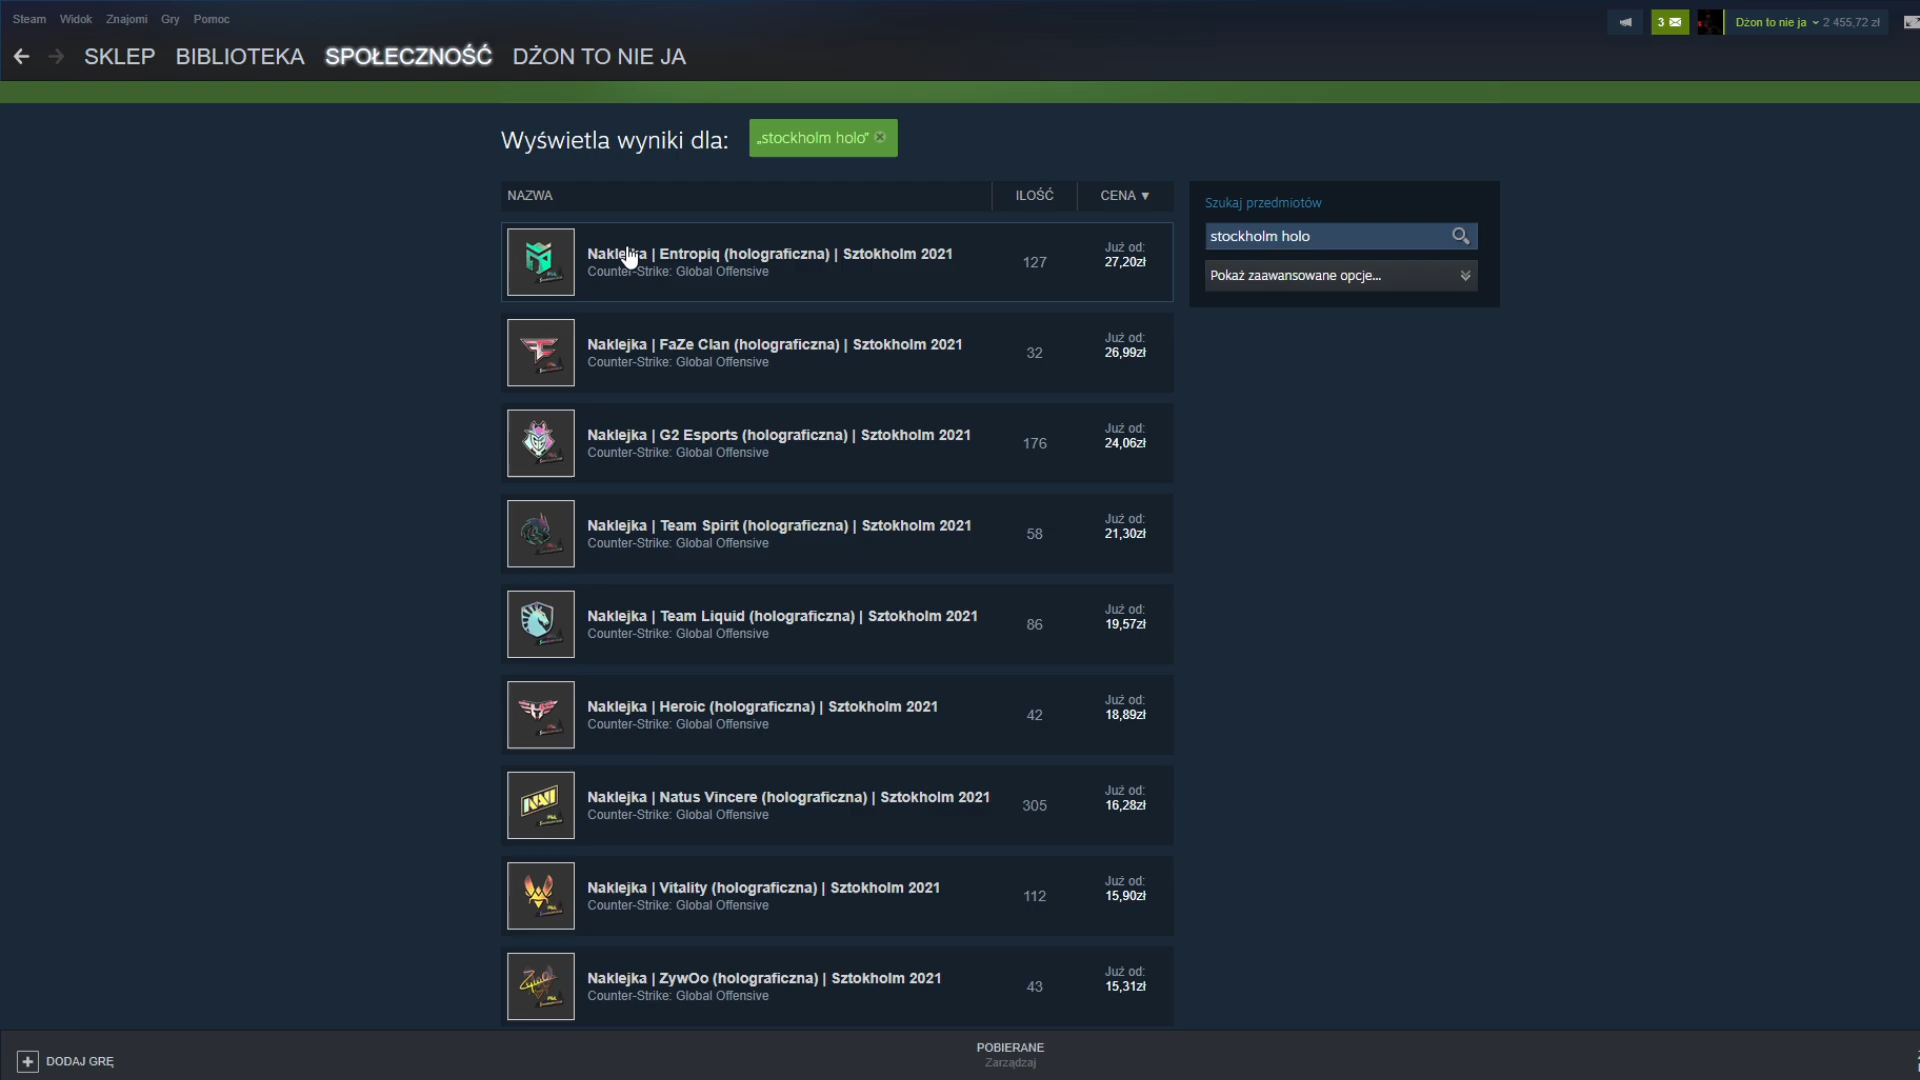 Steam Widok Znajomi Gry Pomoc
3 Dżon to nie ja 2 455,72 zł
SKLEP BIBLIOTEKA SPOŁECZNOŚĆ DŻON TO NIE JA
Wyświetla wyniki dla: „stockholm holo”
NAZWA ILOŚĆ CENA ▼
Szukaj przedmiotów
stockholm holo
Pokaż zaawansowane opcje...
Naklejka | Entropiq (holograficzna) | Sztokholm 2021
Counter-Strike: Global Offensive
127
Już od:
27,20zł
Naklejka | FaZe Clan (holograficzna) | Sztokholm 2021
Counter-Strike: Global Offensive
32
Już od:
26,99zł
Naklejka | G2 Esports (holograficzna) | Sztokholm 2021
Counter-Strike: Global Offensive
176
Już od:
24,06zł
Naklejka | Team Spirit (holograficzna) | Sztokholm 2021
Counter-Strike: Global Offensive
58
Już od:
21,30zł
Naklejka | Team Liquid (holograficzna) | Sztokholm 2021
Counter-Strike: Global Offensive
86
Już od:
19,57zł
Naklejka | Heroic (holograficzna) | Sztokholm 2021
Counter-Strike: Global Offensive
42
Już od:
18,89zł
Naklejka | Natus Vincere (holograficzna) | Sztokholm 2021
Counter-Strike: Global Offensive
305
Już od:
16,28zł
Naklejka | Vitality (holograficzna) | Sztokholm 2021
Counter-Strike: Global Offensive
112
Już od:
15,90zł
Naklejka | ZywOo (holograficzna) | Sztokholm 2021
Counter-Strike: Global Offensive
43
Już od:
15,31zł
DODAJ GRĘ
POBIERANE
Zarządzaj